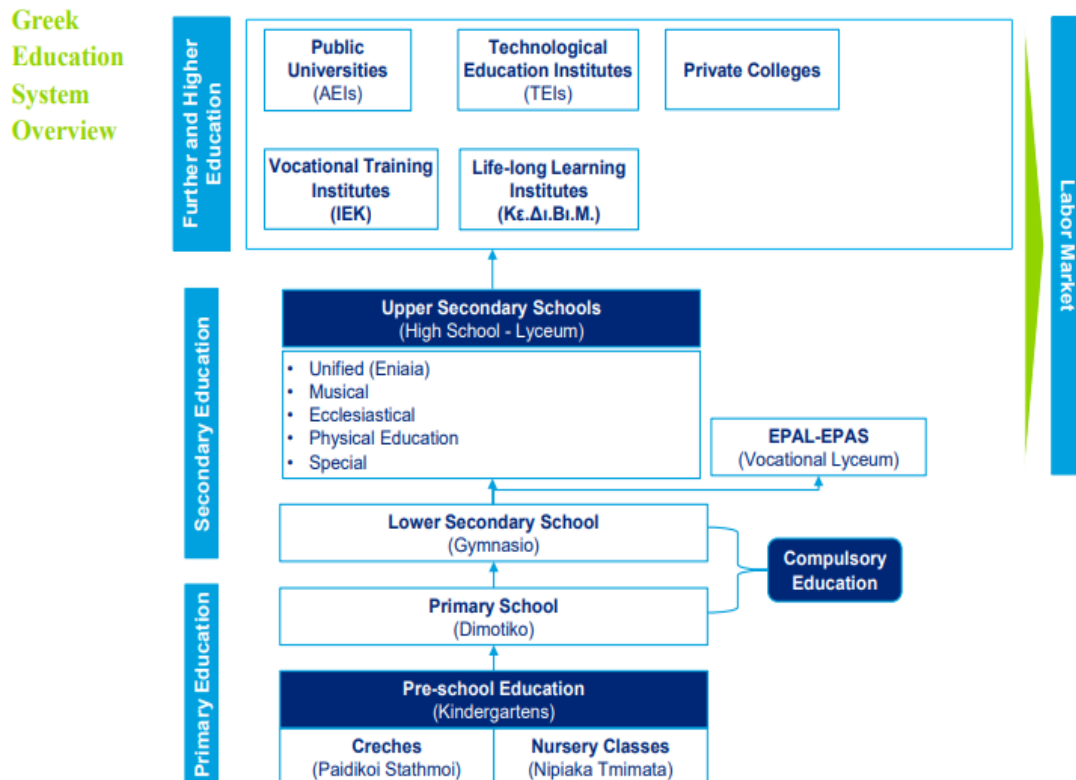 Greek
Education
System
Overview
Further and Higher
Education
Public
Universities
(AEIs)
Technological
Education Institutes
(TEIs)
Private Colleges
Vocational Training
Institutes
(IEK)
Life-long Learning
Institutes
(Κε.Δι.Βι.Μ.)
Labor Market
Secondary Education
Upper Secondary Schools
(High School - Lyceum)
• Unified (Eniaia)
• Musical
• Ecclesiastical
• Physical Education
• Special
EPAL-EPAS
(Vocational Lyceum)
Lower Secondary School
(Gymnasio)
Compulsory
Education
Primary Education
Primary School
(Dimotiko)
Pre-school Education
(Kindergartens)
Creches
(Paidikoi Stathmoi)
Nursery Classes
(Nipiaka Tmimata)